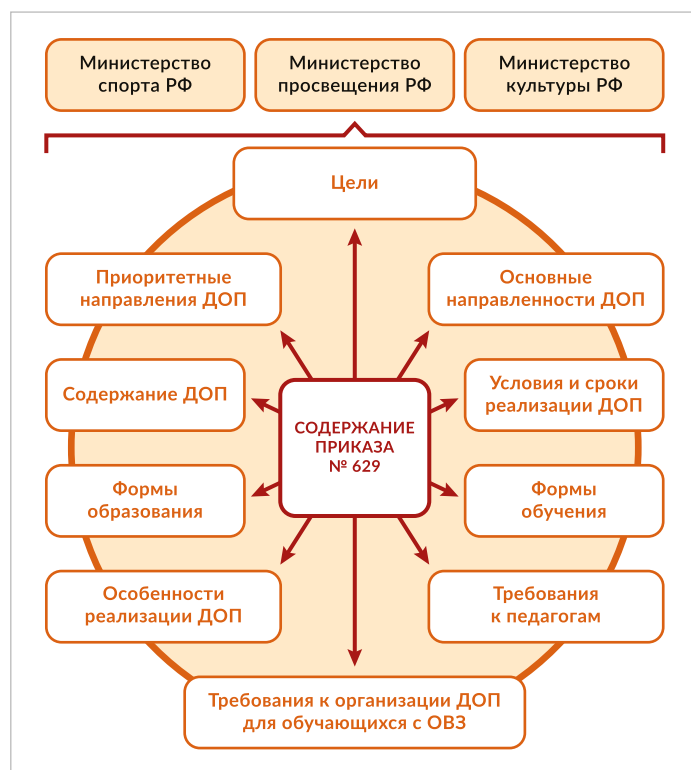 Министерство
спорта РФ
Министерство
просвещения РФ
Министерство
культуры РФ
Цели
Приоритетные
направления ДОП
Основные
направленности ДОП
Содержание ДОП
Условия и сроки
реализации ДОП
СОДЕРЖАНИЕ
ПРИКАЗА
№ 629
Формы
образования
Формы
обучения
Особенности
реализации ДОП
Требования
к педагогам
Требования к организации ДОП
для обучающихся с ОВЗ